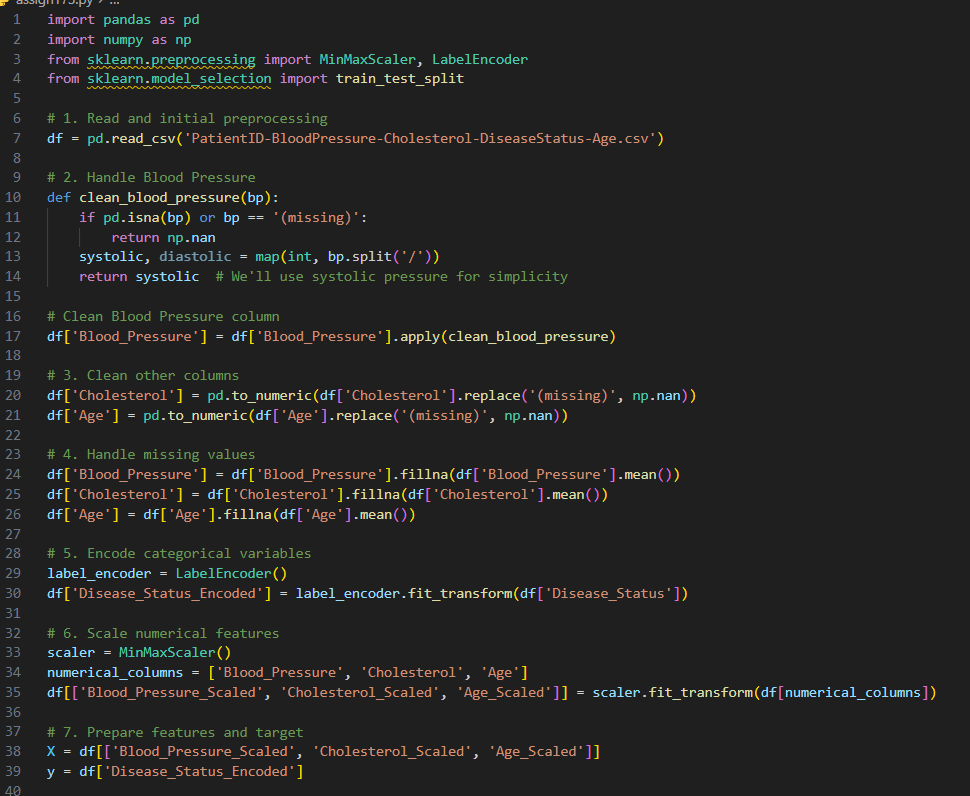 assign175.py > ...
1 import pandas as pd
2 import numpy as np
3 from sklearn.preprocessing import MinMaxScaler, LabelEncoder
4 from sklearn.model_selection import train_test_split
5
6 # 1. Read and initial preprocessing
7 df = pd.read_csv('PatientID-BloodPressure-Cholesterol-DiseaseStatus-Age.csv')
8
9 # 2. Handle Blood Pressure
10 def clean_blood_pressure(bp):
11     if pd.isna(bp) or bp == '(missing)':
12         return np.nan
13     systolic, diastolic = map(int, bp.split('/'))
14     return systolic  # We'll use systolic pressure for simplicity
15
16 # Clean Blood Pressure column
17 df['Blood_Pressure'] = df['Blood_Pressure'].apply(clean_blood_pressure)
18
19 # 3. Clean other columns
20 df['Cholesterol'] = pd.to_numeric(df['Cholesterol'].replace('(missing)', np.nan))
21 df['Age'] = pd.to_numeric(df['Age'].replace('(missing)', np.nan))
22
23 # 4. Handle missing values
24 df['Blood_Pressure'] = df['Blood_Pressure'].fillna(df['Blood_Pressure'].mean())
25 df['Cholesterol'] = df['Cholesterol'].fillna(df['Cholesterol'].mean())
26 df['Age'] = df['Age'].fillna(df['Age'].mean())
27
28 # 5. Encode categorical variables
29 label_encoder = LabelEncoder()
30 df['Disease_Status_Encoded'] = label_encoder.fit_transform(df['Disease_Status'])
31
32 # 6. Scale numerical features
33 scaler = MinMaxScaler()
34 numerical_columns = ['Blood_Pressure', 'Cholesterol', 'Age']
35 df[['Blood_Pressure_Scaled', 'Cholesterol_Scaled', 'Age_Scaled']] = scaler.fit_transform(df[numerical_columns])
36
37 # 7. Prepare features and target
38 X = df[['Blood_Pressure_Scaled', 'Cholesterol_Scaled', 'Age_Scaled']]
39 y = df['Disease_Status_Encoded']
40